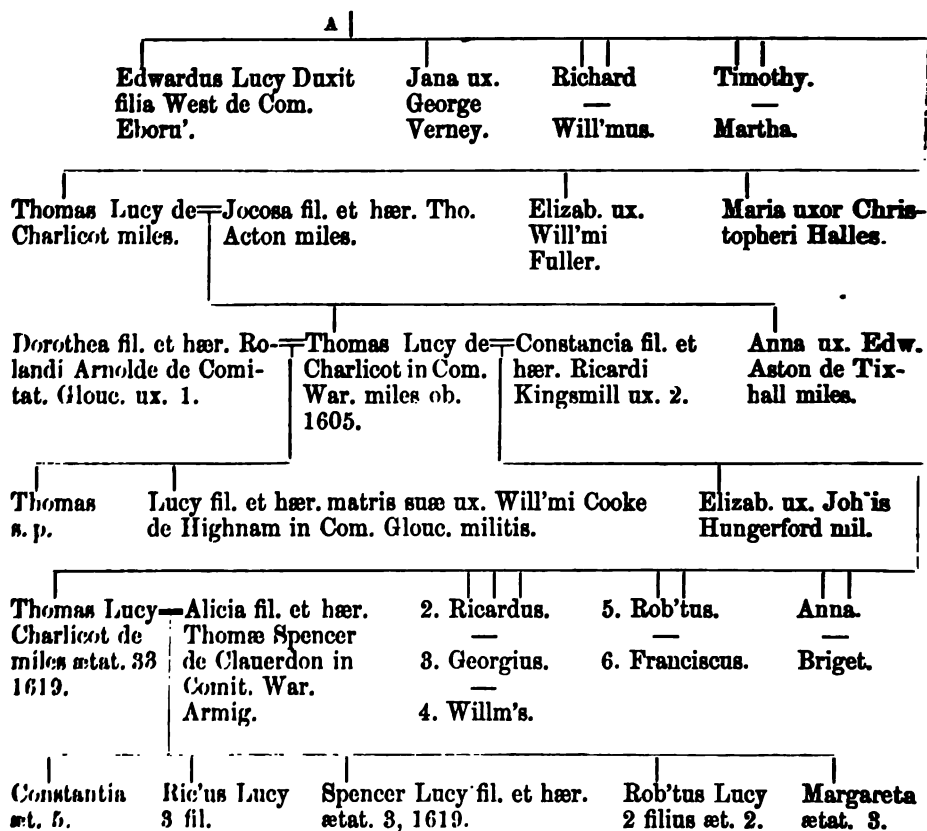 A
Edwardus Lucy Duxit
filia West de Com.
Eboru'.
Jana ux.
George
Verney.
Richard
—
Will'mus.
Timothy.
—
Martha.
Thomas Lucy de
Charlicot miles.
Jocosa fil. et hær. Tho.
Acton miles.
Elizab. ux.
Will'mi
Fuller.
Maria uxor Chris-
topheri Halles.
Dorothea fil. et hær. Ro-
landi Arnolde de Comi-
tat. Glouc. ux. 1.
Thomas Lucy de
Charlicot in Com.
War. miles ob.
1605.
Constancia fil. et
hær. Ricardi
Kingsmill ux. 2.
Anna ux. Edw.
Aston de Tix-
hall miles.
Thomas
s. p.
Lucy fil. et hær. matris suæ ux. Will'mi Cooke
de Highnam in Com. Glouc. militis.
Elizab. ux. Joh'is
Hungerford mil.
Thomas Lucy
Charlicot de
miles ætat. 33
1619.
Alicia fil. et hær.
Thomæ Spencer
de Clauerdon in
Comit. War.
Armig.
2. Ricardus.
—
3. Georgius.
—
4. Willm's.
5. Rob'tus.
—
6. Franciscus.
Anna.
—
Briget.
Constantia
æt. 5.
Ric'us Lucy
3 fil.
Spencer Lucy fil. et hær.
ætat. 3, 1619.
Rob'tus Lucy
2 filius æt. 2.
Margareta
ætat. 3.